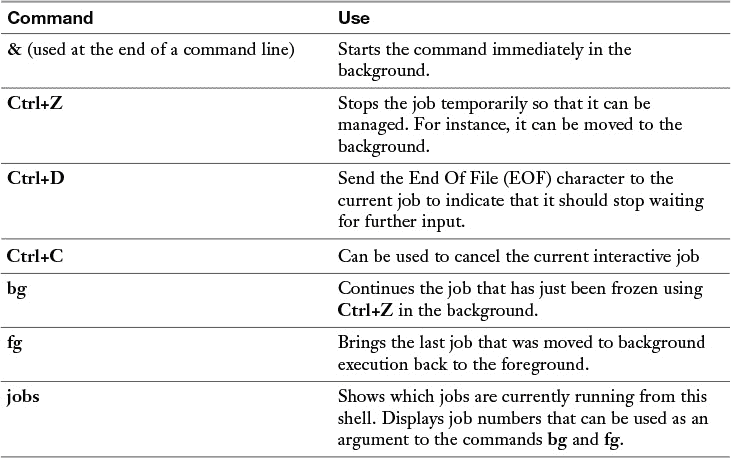 Command Use
& (used at the end of a command line) Starts the command immediately in the
background.
Ctrl+Z Stops the job temporarily so that it can be
managed. For instance, it can be moved to the
background.
Ctrl+D Send the End Of File (EOF) character to the
current job to indicate that it should stop waiting
for further input.
Ctrl+C Can be used to cancel the current interactive job
bg Continues the job that has just been frozen using
Ctrl+Z in the background.
fg Brings the last job that was moved to background
execution back to the foreground.
jobs Shows which jobs are currently running from this
shell. Displays job numbers that can be used as an
argument to the commands bg and fg.